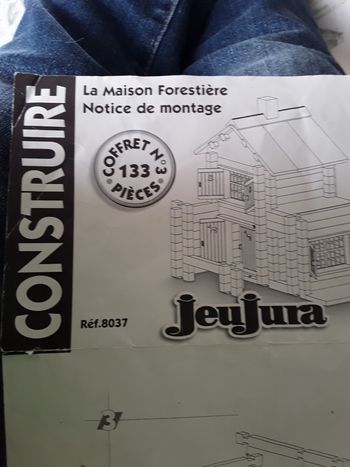 CONSTRUIRE
La Maison Forestière
Notice de montage
COFFRET N°3
133
PIÈCES
Réf.8037
JeuJura
3